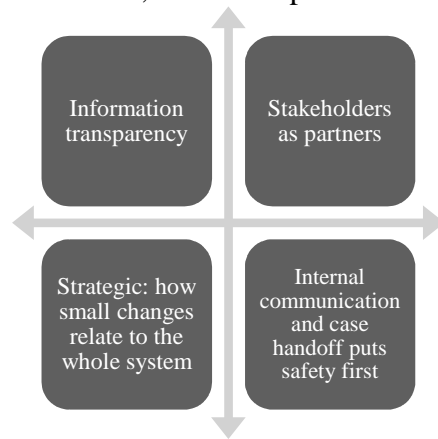 Information
transparency
Stakeholders
as partners
Strategic: how
small changes
relate to the
whole system
Internal
communication
and case
handoff puts
safety first